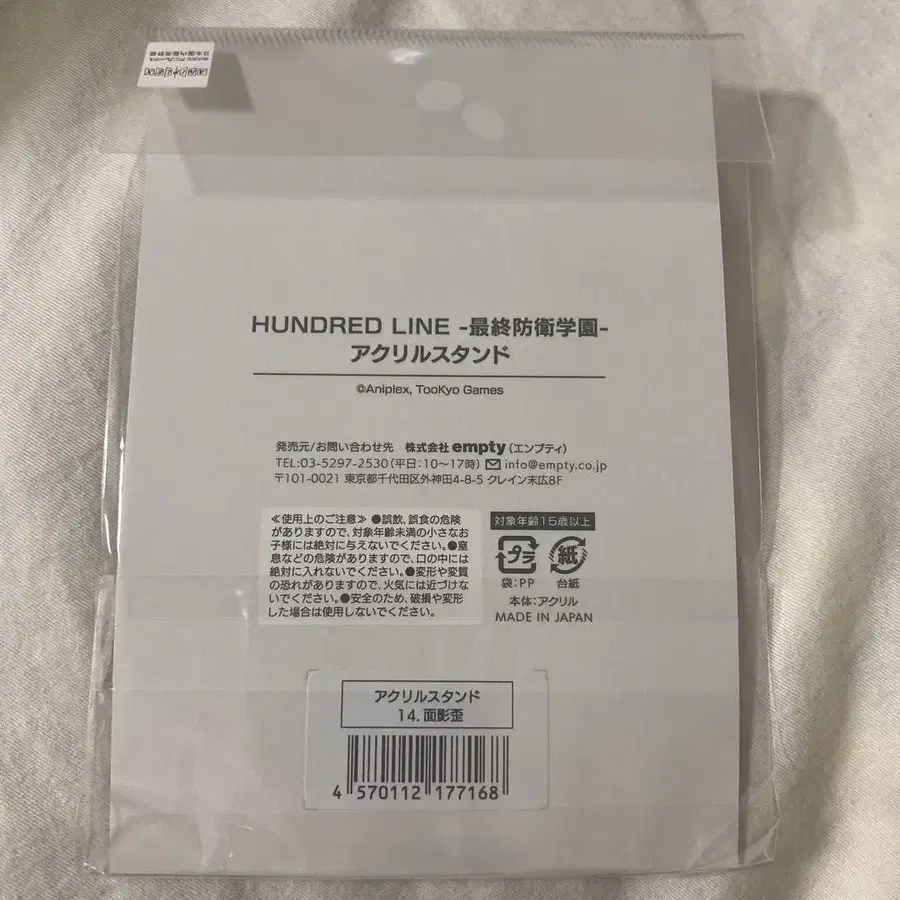 HUNDRED LINE -最終防衛学園-
アクリルスタンド
©Aniplex, TooKyo Games
発売元/お問い合わせ先 株式会社empty(エンプティ)
TEL:03-5297-2530(平日:10〜17時) info@empty.co.jp
〒101-0021 東京都千代田区外神田4-8-5 クレイン末広8F
≪使用上のご注意≫ ●誤飲、誤食の危険
がありますので、対象年齢未満の小さなお
子様には絶対に与えないでください。●窒
息などの危険がありますので、口の中には
絶対に入れないでください。●変形や変質
の恐れがありますので、火気には近づけな
いでください。●安全のため、破損や変形
した場合は使用しないでください。
対象年齢15歳以上
プラ 紙
袋:PP 台紙
本体:アクリル
MADE IN JAPAN
アクリルスタンド
14. 面影歪
4 570112 177168